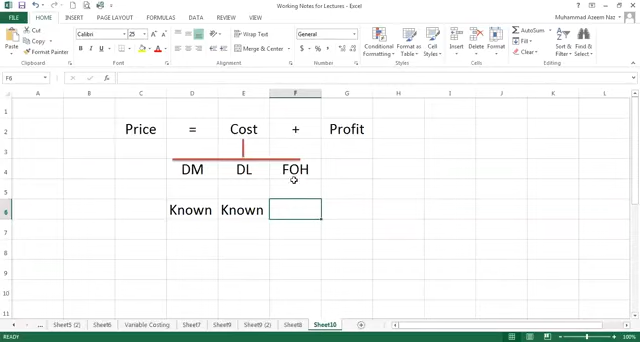 Working Notes for Lectures - Excel
FILE HOME INSERT PAGE LAYOUT FORMULAS DATA REVIEW VIEW Muhammad Azeem Naz
Cut
Copy
Format Painter
Paste
Clipboard
Calibri 25
B I U
Font
Wrap Text
Merge & Center
Alignment
General
$ %
Number
Conditional Formatting
Format as Table
Cell Styles
Styles
Insert Delete Format
Cells
AutoSum
Fill
Clear
Sort & Filter
Find & Select
Editing
F6
A B C D E F G H I J K L
1
2 Price = Cost + Profit
3
4 DM DL FOH
5
6 Known Known
7
8
9
10
11
... Sheet5 (2) Sheet6 Variable Costing Sheet7 Sheet9 Sheet9 (2) Sheet8 Sheet10
READY 100%